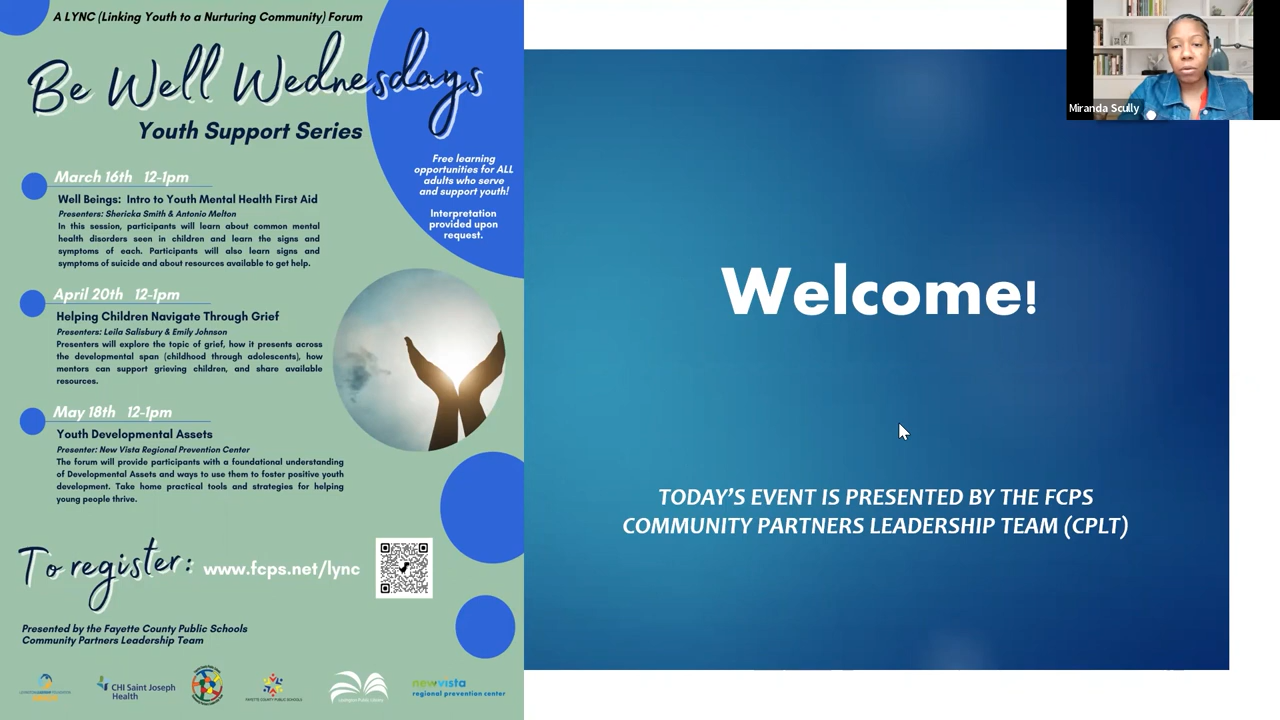 A LYNC (Linking Youth to a Nurturing Community) Forum
Be Well Wednesdays
Youth Support Series
Free learning
opportunities for ALL
adults who serve
and support youth!
Interpretation
provided upon
request.
March 16th 12-1pm
Well Beings: Intro to Youth Mental Health First Aid
Presenters: Shericka Smith & Antonio Melton
In this session, participants will learn about common mental
health disorders seen in children and learn the signs and
symptoms of each. Participants will also learn signs and
symptoms of suicide and about resources available to get help.
April 20th 12-1pm
Helping Children Navigate Through Grief
Presenters: Leila Salisbury & Emily Johnson
Presenters will explore the topic of grief, how it presents across
the developmental span (childhood through adolescents), how
mentors can support grieving children, and share available
resources.
May 18th 12-1pm
Youth Developmental Assets
Presenter: New Vista Regional Prevention Center
The forum will provide participants with a foundational understanding
of Developmental Assets and ways to use them to foster positive youth
development. Take home practical tools and strategies for helping
young people thrive.
To register: www.fcps.net/lync
Presented by the Fayette County Public Schools
Community Partners Leadership Team
CHI Saint Joseph
Health
FAYETTE COUNTY PUBLIC SCHOOLS
Lexington Public Library
newvista
regional prevention center
Welcome!
TODAY'S EVENT IS PRESENTED BY THE FCPS
COMMUNITY PARTNERS LEADERSHIP TEAM (CPLT)
Miranda Scully